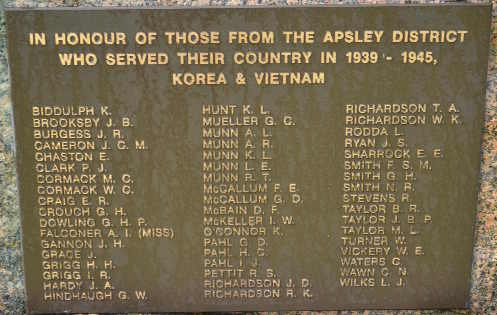 IN HONOUR OF THOSE FROM THE APSLEY DISTRICT
WHO SERVED THEIR COUNTRY IN 1939 - 1945,
KOREA & VIETNAM
BIDDULPH K.
BROOKSBY J. B.
BURGESS J. R.
CAMERON J. C. M.
CHASTON E.
CLARK P. J.
CORMACK M. C.
CORMACK W. C.
CRAIG E. R.
CROUCH G. H.
DOWLING G. H. P.
FALCONER A. I. (MISS)
GANNON J. H.
GRACE J.
GRIGG H. H.
GRIGG I. R.
HARDY J. A.
HINDHAUGH G. W.
HUNT K. L.
MUELLER G. C.
MUNN A. L.
MUNN A. R.
MUNN K. L.
MUNN L. E.
MUNN R. T.
McCALLUM F. E.
McCALLUM G. D.
McBAIN D. F.
McKELLER I. W.
O'CONNOR K.
PAHL G. D.
PAHL H. C.
PAHL I. J.
PETTIT R. S.
RICHARDSON J. D.
RICHARDSON R. K.
RICHARDSON T. A.
RICHARDSON W. K.
RODDA L.
RYAN J. S.
SHARROCK E. E.
SMITH F. S. M.
SMITH G. H.
SMITH N. R.
STEVENS R.
TAYLOR B. R.
TAYLOR J. B. P.
TAYLOR M. L.
TURNER W.
VICKERY W. E.
WATERS C.
WAWN C. N.
WILKS L. J.